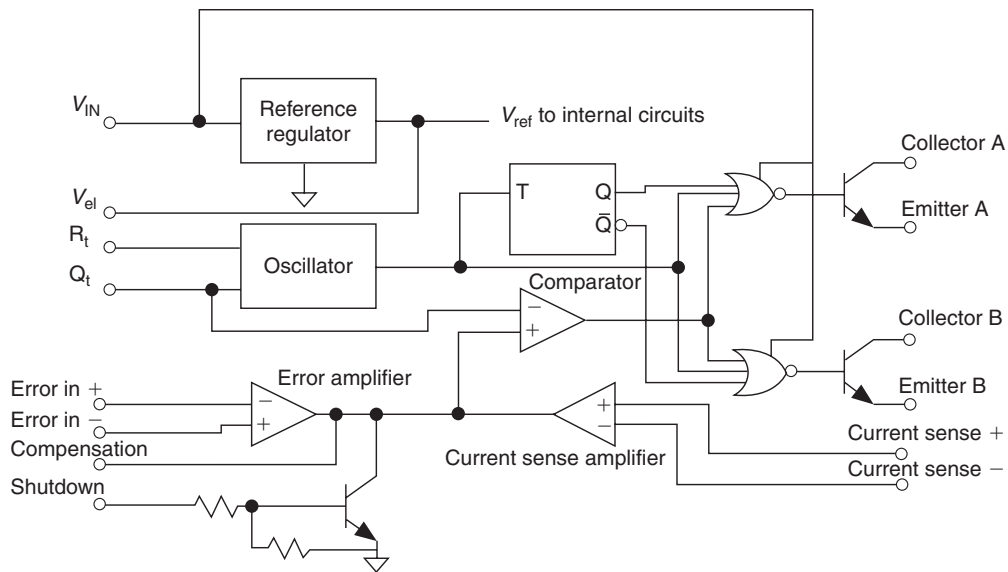 V_IN
Reference
regulator
V_ref to internal circuits
Collector A
Emitter A
V_el
T
Q
Q̄
R_t
Oscillator
Q_t
Comparator
−
+
Collector B
Emitter B
Error in +
Error amplifier
−
+
Error in −
Compensation
+
−
Current sense amplifier
Current sense +
Current sense −
Shutdown